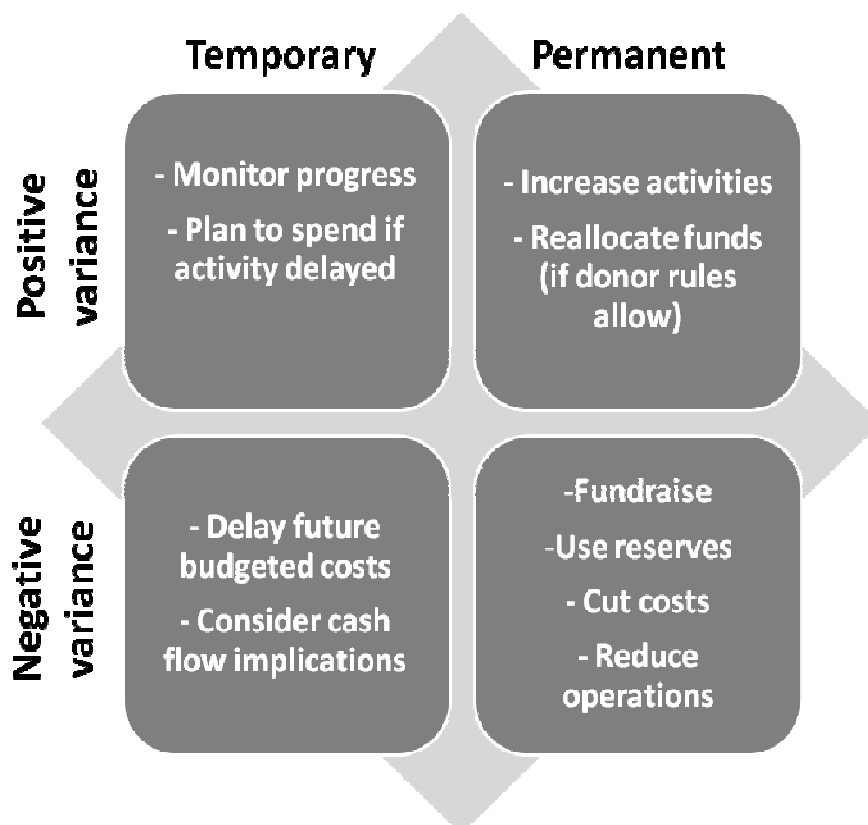 Temporary
Permanent
Positive
variance
- Monitor progress
- Plan to spend if
activity delayed
- Increase activities
- Reallocate funds
(if donor rules
allow)
Negative
variance
- Delay future
budgeted costs
- Consider cash
flow implications
-Fundraise
-Use reserves
- Cut costs
- Reduce
operations